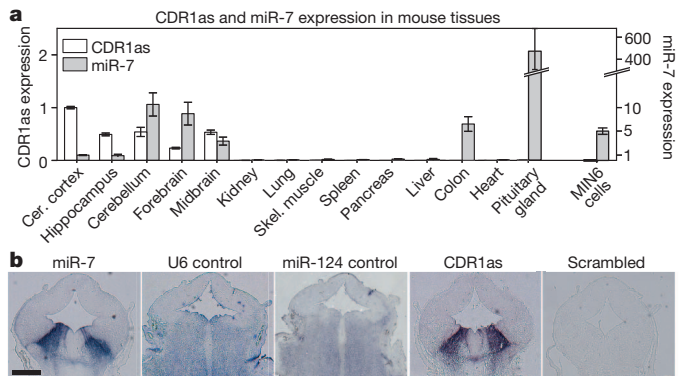 a
CDR1as and miR-7 expression in mouse tissues
CDR1as expression
2
1
0
CDR1as
miR-7
600
400
10
5
1
miR-7 expression
Cer. cortex
Hippocampus
Cerebellum
Forebrain
Midbrain
Kidney
Lung
Skel. muscle
Spleen
Pancreas
Liver
Colon
Heart
Pituitary
gland
MIN6
cells
b
miR-7
U6 control
miR-124 control
CDR1as
Scrambled